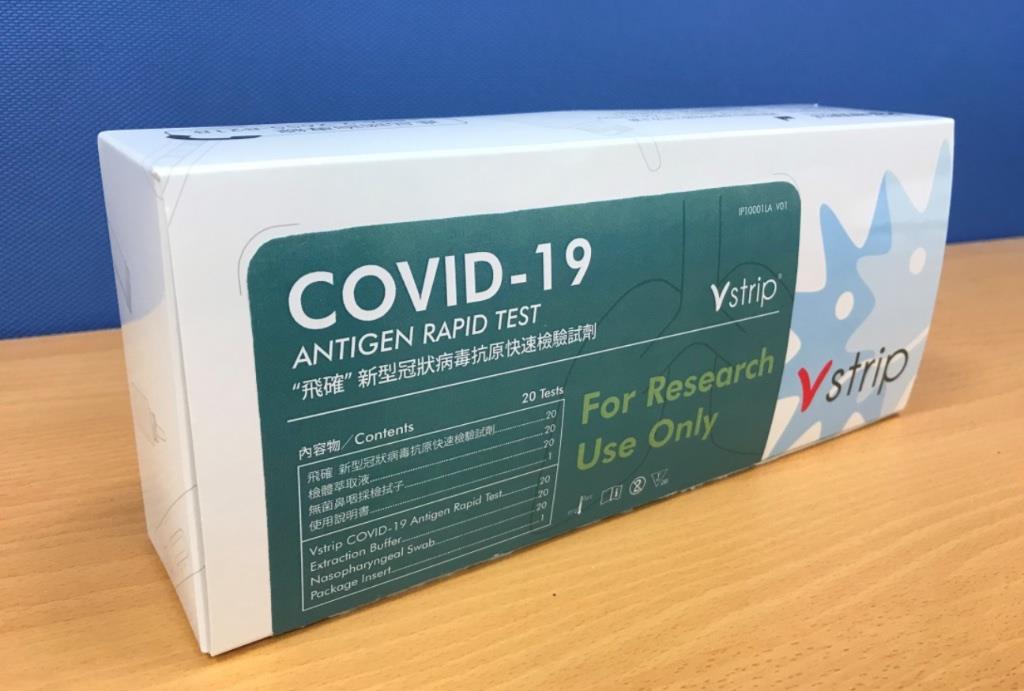 IP10001LA V01
COVID-19
ANTIGEN RAPID TEST
“飛確” 新型冠狀病毒抗原快速檢驗試劑
Vstrip®
20 Tests
內容物／Contents
飛確 新型冠狀病毒抗原快速檢驗試劑 20
檢體萃取液 20
無菌鼻咽採檢拭子 20
使用說明書 1
Vstrip COVID-19 Antigen Rapid Test 20
Extraction Buffer 20
Nasopharyngeal Swab 20
Package Insert 1
For Research
Use Only
Vstrip